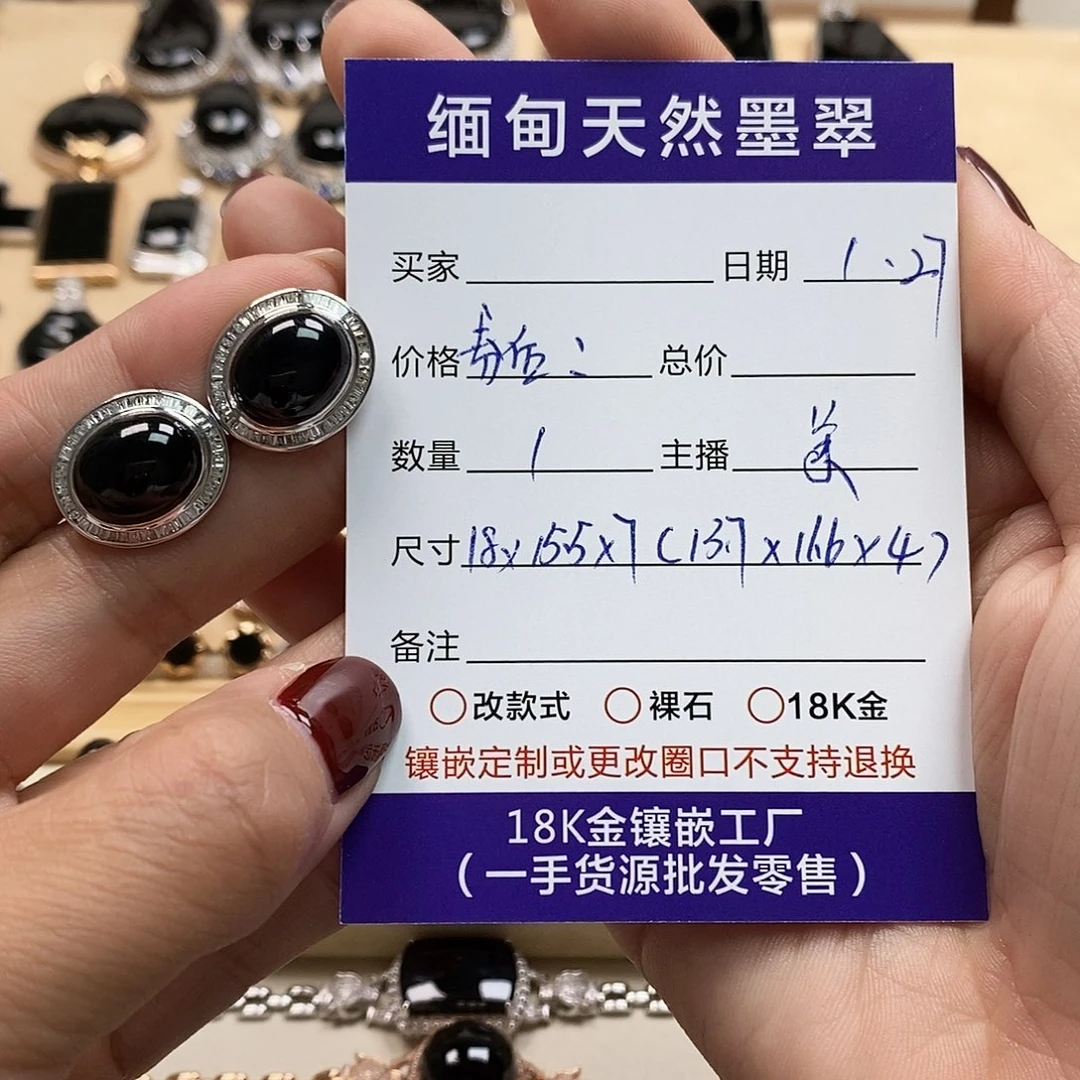 缅甸天然墨翠
买家 日期 1.27
价格 券后: 总价
数量 1 主播
尺寸 18x15.5x7(13.7x11.6x4)
备注
○改款式 ○裸石 ○18K金
镶嵌定制或更改圈口不支持退换
18K金镶嵌工厂
(一手货源批发零售)